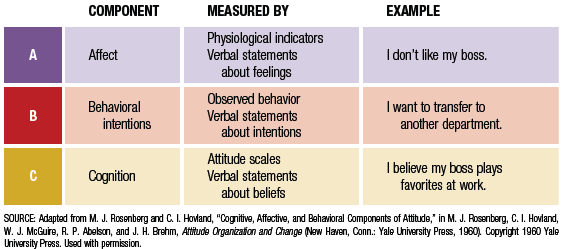 COMPONENT MEASURED BY EXAMPLE
Physiological indicators
A Affect Verbal statements I don't like my boss.
about feelings
Observed behavior
B Behavioral intentions Verbal statements I want to transfer to another department.
about intentions
Attitude scales
C Cognition Verbal statements I believe my boss plays favorites at work.
about beliefs
SOURCE: Adapted from M. J. Rosenberg and C. I. Hovland, “Cognitive, Affective, and Behavioral Components of Attitude,” in M. J. Rosenberg, C. I. Hovland,
W. J. McGuire, R. P. Abelson, and J. H. Brehm, Attitude Organization and Change (New Haven, Conn.: Yale University Press, 1960). Copyright 1960 Yale
University Press. Used with permission.